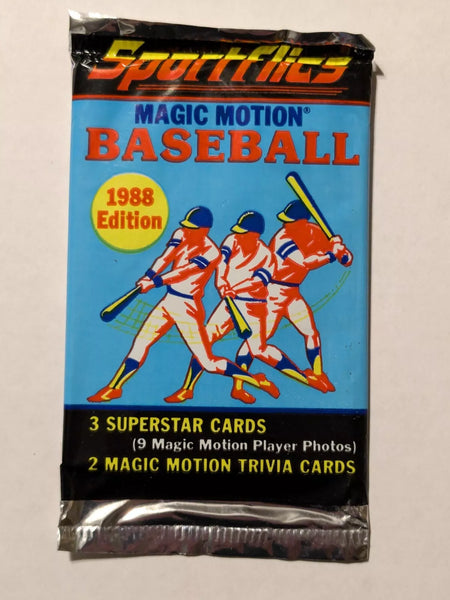 Sportflics
MAGIC MOTION®
BASEBALL
1988
Edition
3 SUPERSTAR CARDS
(9 Magic Motion Player Photos)
2 MAGIC MOTION TRIVIA CARDS